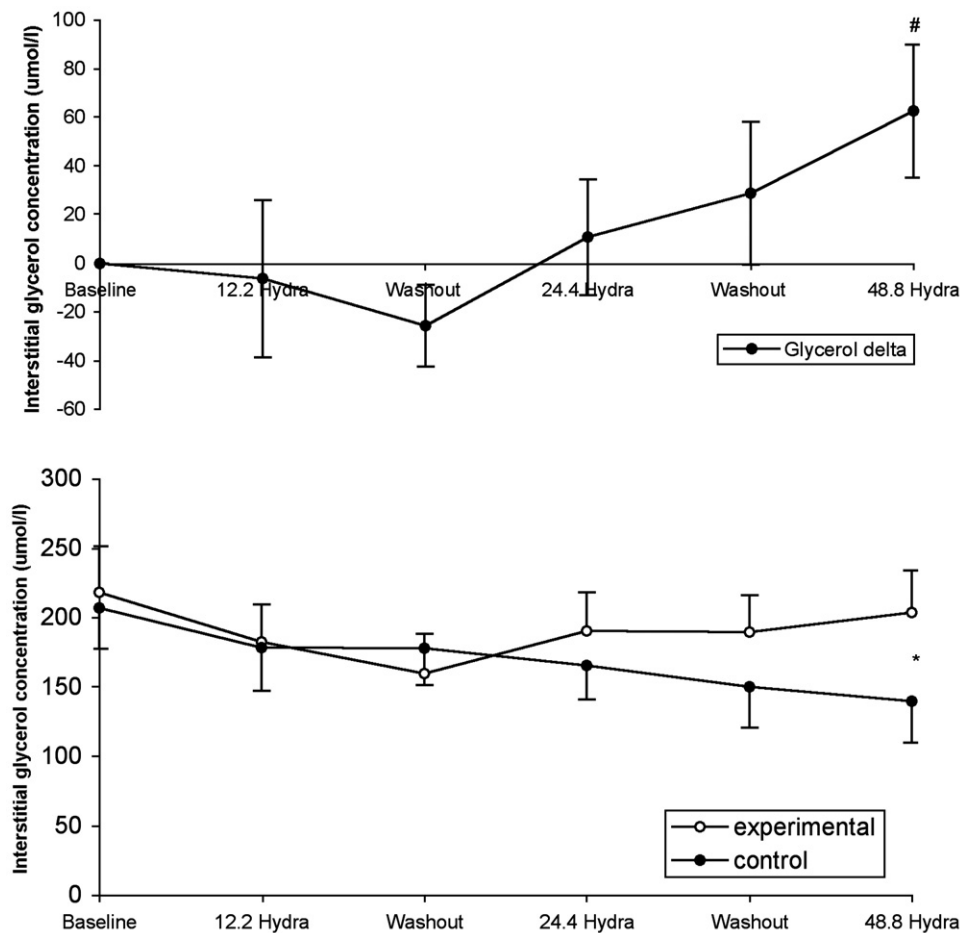 Interstitial glycerol concentration (umol/l)
100
80
60
40
20
0
-20
-40
-60
#
Baseline
12.2 Hydra
Washout
24.4 Hydra
Washout
48.8 Hydra
Glycerol delta
Interstitial glycerol concentration (umol/l)
300
250
200
150
100
50
0
*
experimental
control
Baseline
12.2 Hydra
Washout
24.4 Hydra
Washout
48.8 Hydra